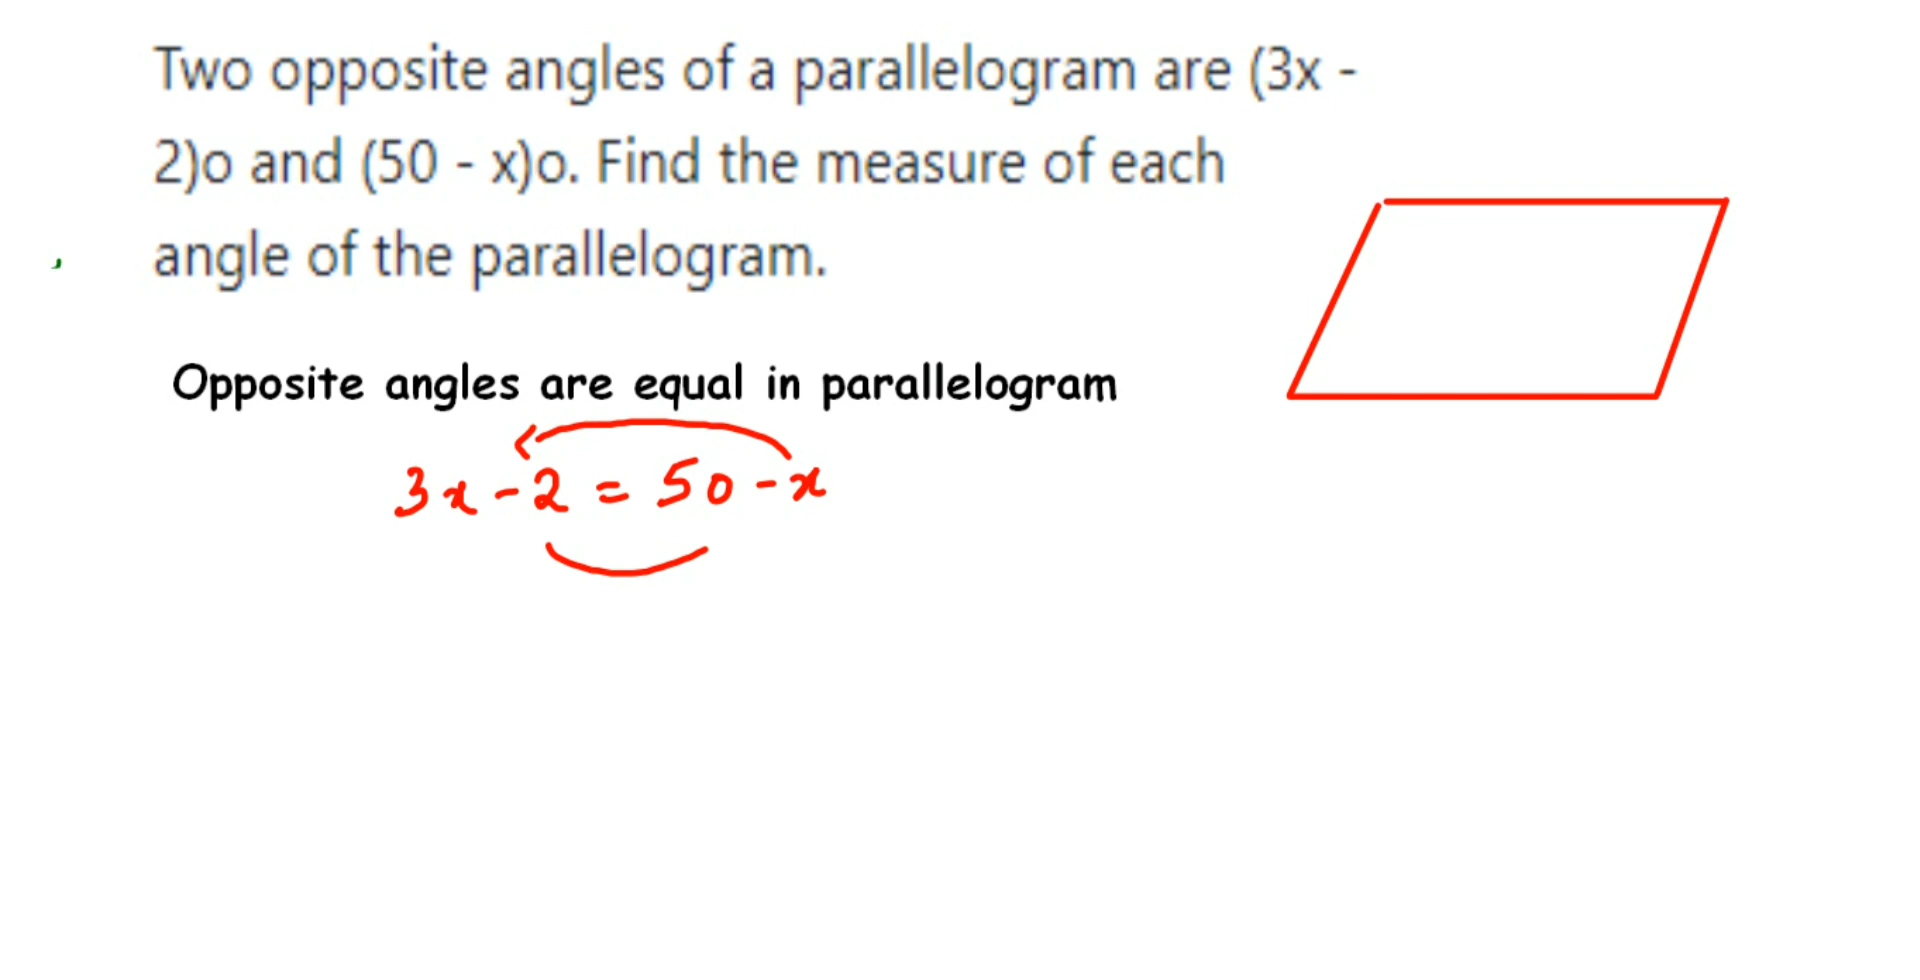 Two opposite angles of a parallelogram are (3x -
2)o and (50 - x)o. Find the measure of each
angle of the parallelogram.
Opposite angles are equal in parallelogram
3x - 2 = 50 - x